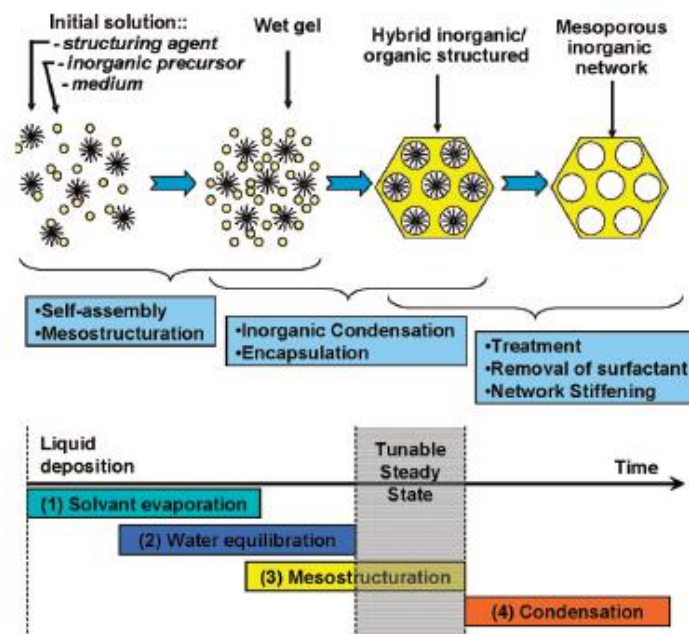 Initial solution::
- structuring agent
- inorganic precursor
- medium
Wet gel
Hybrid inorganic/
organic structured
Mesoporous
inorganic
network
•Self-assembly
•Mesostructuration
•Inorganic Condensation
•Encapsulation
•Treatment
•Removal of surfactant
•Network Stiffening
Liquid
deposition
Tunable
Steady
State
Time
(1) Solvant evaporation
(2) Water equilibration
(3) Mesostructuration
(4) Condensation